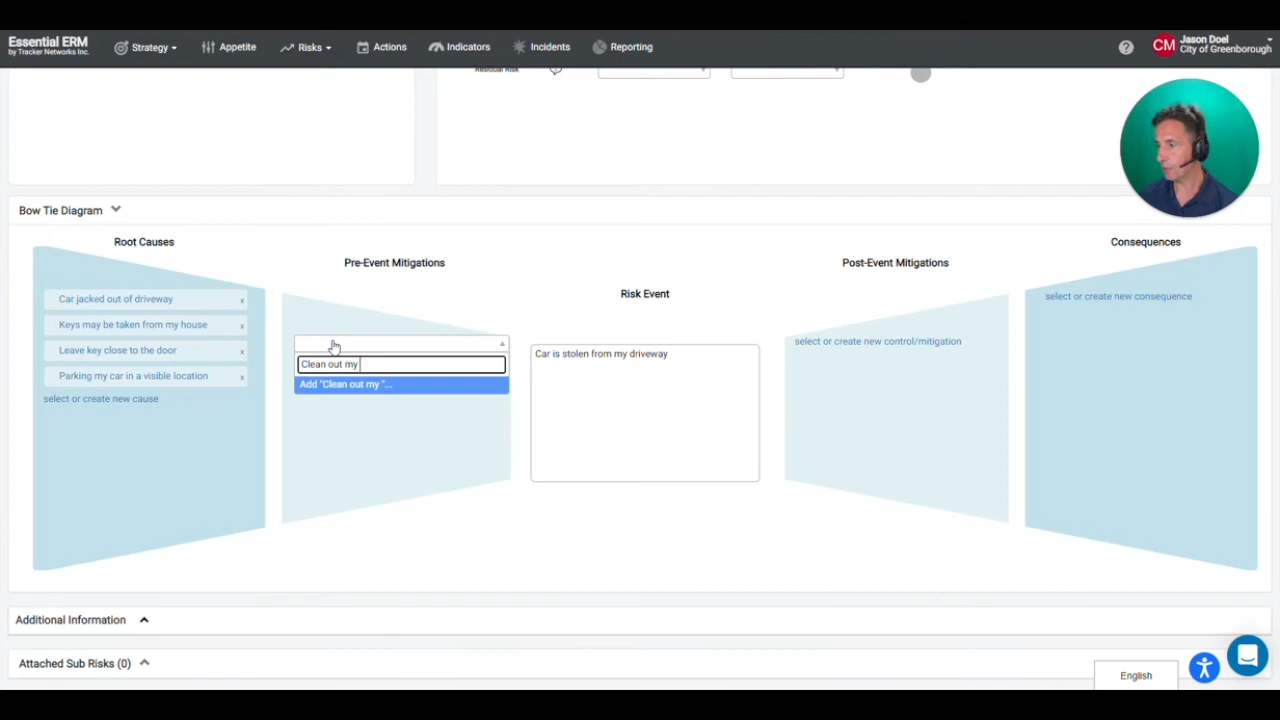 Essential ERM
by Tracker Networks Inc.
Strategy
Appetite
Risks
Actions
Indicators
Incidents
Reporting
CM
Jason Doel
City of Greenborough
Residual Risk
Bow Tie Diagram
Root Causes
Car jacked out of driveway x
Keys may be taken from my house x
Leave key close to the door x
Parking my car in a visible location x
select or create new cause
Pre-Event Mitigations
Clean out my
Add "Clean out my "...
Risk Event
Car is stolen from my driveway
Post-Event Mitigations
select or create new control/mitigation
Consequences
select or create new consequence
Additional Information
Attached Sub Risks (0)
English